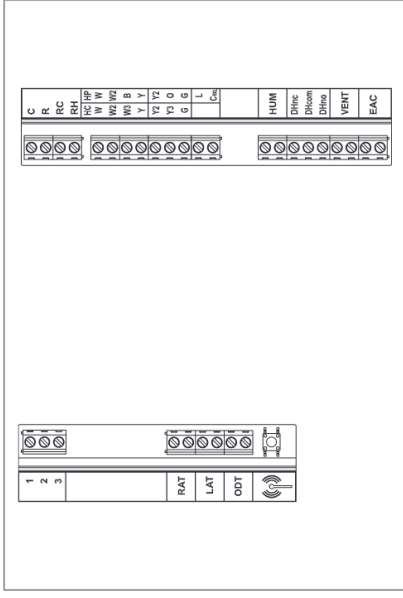 C
R
RC
RH
HC HP
W W
W2 W2
W3 B
Y Y
Y2 Y2
Y3 O
G G
L
HUM
DHnc
DHcom
DHno
VENT
EAC
1
2
3
RAT
LAT
ODT